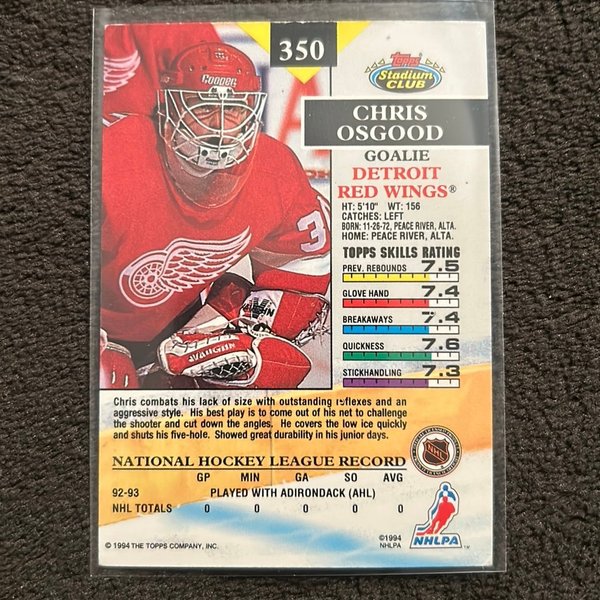 350
Topps
Stadium
CLUB
COOPER
CHRIS
OSGOOD
GOALIE
DETROIT
RED WINGS®
HT: 5'10" WT: 156
CATCHES: LEFT
BORN: 11-26-72, PEACE RIVER, ALTA.
HOME: PEACE RIVER, ALTA.
TOPPS SKILLS RATING
PREV. REBOUNDS 7.5
GLOVE HAND 7.4
BREAKAWAYS 7.4
QUICKNESS 7.6
STICKHANDLING 7.3
3
VAUGHN
Chris combats his lack of size with outstanding reflexes and an
aggressive style. His best play is to come out of his net to challenge
the shooter and cut down the angles. He covers the low ice quickly
and shuts his five-hole. Showed great durability in his junior days.
NATIONAL HOCKEY LEAGUE RECORD
GP MIN GA SO AVG
92-93 PLAYED WITH ADIRONDACK (AHL)
NHL TOTALS 0 0 0 0 0
NHL
© 1994 THE TOPPS COMPANY, INC.
©1994
NHLPA
NHLPA
TM